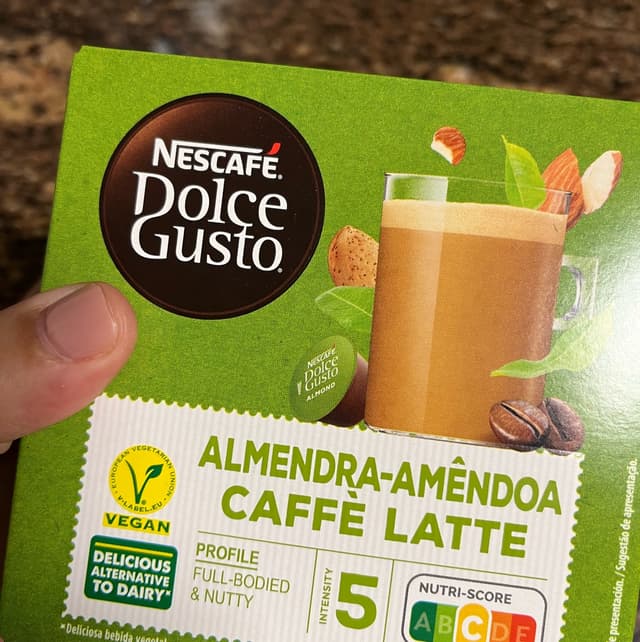 NESCAFÉ®
Dolce
Gusto®
NESCAFÉ
Dolce
Gusto
ALMOND
EUROPEAN VEGETARIAN UNION
V-LABEL.EU
VEGAN
DELICIOUS
ALTERNATIVE
TO DAIRY*
ALMENDRA-AMÊNDOA
CAFFÈ LATTE
PROFILE
FULL-BODIED
& NUTTY
INTENSITY
5
NUTRI-SCORE
A B C D E
*Deliciosa bebida
presentación. / Sugestão de apresentação.